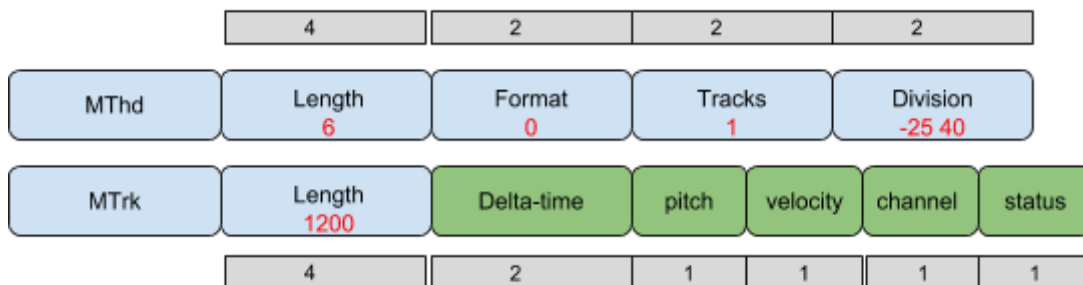 4 2 2 2
MThd Length Format Tracks Division
6 0 1 -25 40
MTrk Length Delta-time pitch velocity channel status
1200
4 2 1 1 1 1